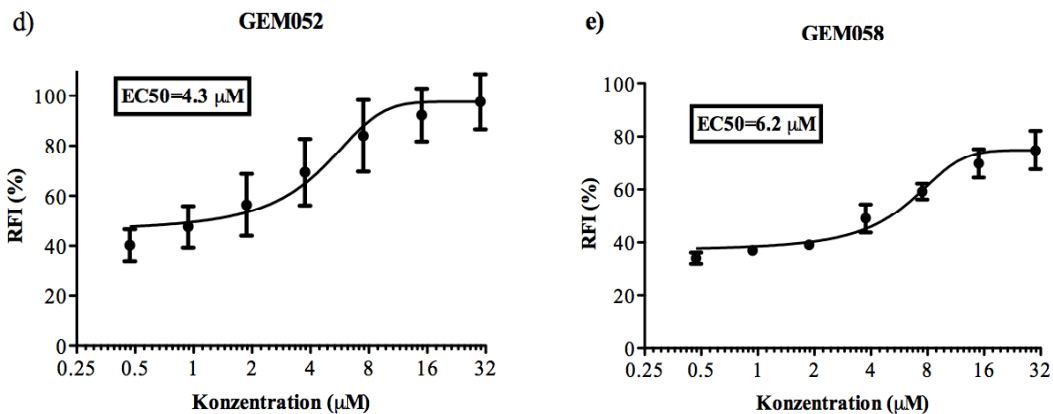 d)
GEM052
EC50=4.3 μM
RFI (%)
100
80
60
40
20
0
0.25 0.5 1 2 4 8 16 32
Konzentration (μM)
e)
GEM058
EC50=6.2 μM
RFI (%)
100
80
60
40
20
0
0.25 0.5 1 2 4 8 16 32
Konzentration (μM)